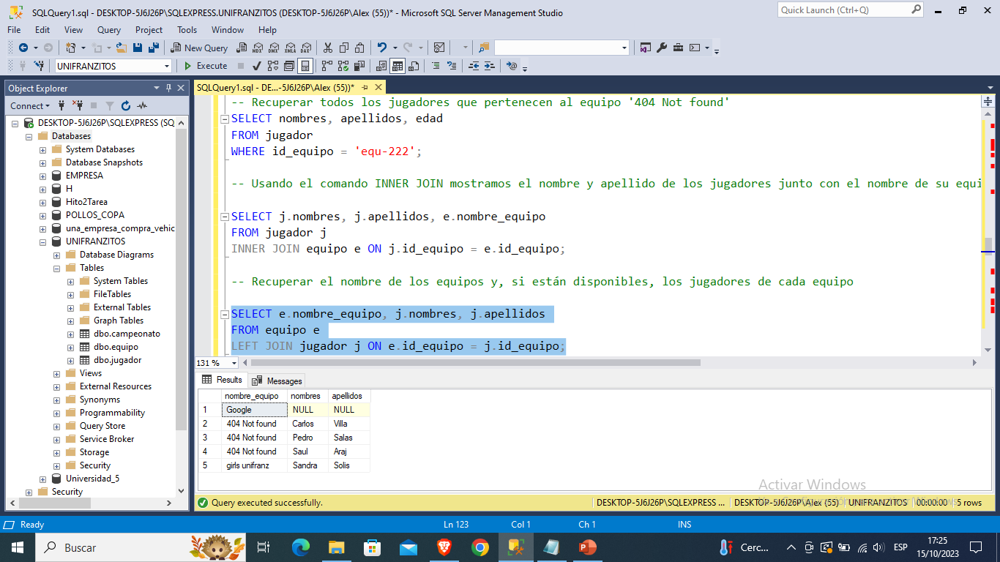 SQLQuery1.sql - DESKTOP-5J6J26P\SQLEXPRESS.UNIFRANZITOS (DESKTOP-5J6J26P\Alex (55))* - Microsoft SQL Server Management Studio
Quick Launch (Ctrl+Q)
File Edit View Query Project Tools Window Help
New Query MDX DMX XMLA DAX
UNIFRANZITOS Execute
Object Explorer
SQLQuery1.sql - DE...-5J6J26P\Alex (55))*
Connect
DESKTOP-5J6J26P\SQLEXPRESS (SQ
Databases
System Databases
Database Snapshots
EMPRESA
H
Hito2Tarea
POLLOS_COPA
una_empresa_compra_vehic
UNIFRANZITOS
Database Diagrams
Tables
System Tables
FileTables
External Tables
Graph Tables
dbo.campeonato
dbo.equipo
dbo.jugador
Views
External Resources
Synonyms
Programmability
Query Store
Service Broker
Storage
Security
Universidad_5
Security
-- Recuperar todos los jugadores que pertenecen al equipo '404 Not found'
SELECT nombres, apellidos, edad
FROM jugador
WHERE id_equipo = 'equ-222';
-- Usando el comando INNER JOIN mostramos el nombre y apellido de los jugadores junto con el nombre de su equi
SELECT j.nombres, j.apellidos, e.nombre_equipo
FROM jugador j
INNER JOIN equipo e ON j.id_equipo = e.id_equipo;
-- Recuperar el nombre de los equipos y, si están disponibles, los jugadores de cada equipo
SELECT e.nombre_equipo, j.nombres, j.apellidos
FROM equipo e
LEFT JOIN jugador j ON e.id_equipo = j.id_equipo;
131 %
Results Messages
nombre_equipo nombres apellidos
1 Google NULL NULL
2 404 Not found Carlos Villa
3 404 Not found Pedro Salas
4 404 Not found Saul Araj
5 girls unifranz Sandra Solis
Activar Windows
Query executed successfully.
DESKTOP-5J6J26P\SQLEXPRESS ... DESKTOP-5J6J26P\Alex (55) UNIFRANZITOS 00:00:00 5 rows
Ready Ln 123 Col 1 Ch 1 INS
Buscar
Cerc... ESP
17:25
15/10/2023